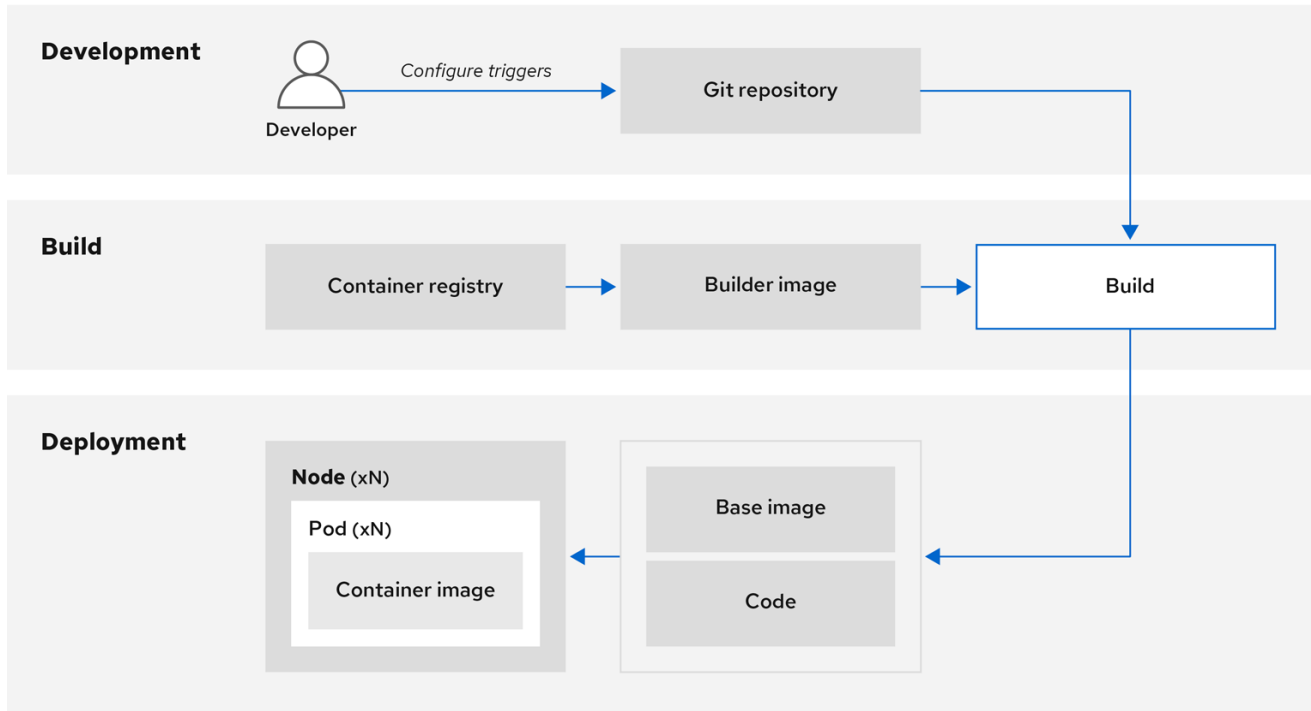 Development
Configure triggers
Developer
Git repository
Build
Container registry
Builder image
Build
Deployment
Node (xN)
Pod (xN)
Container image
Base image
Code